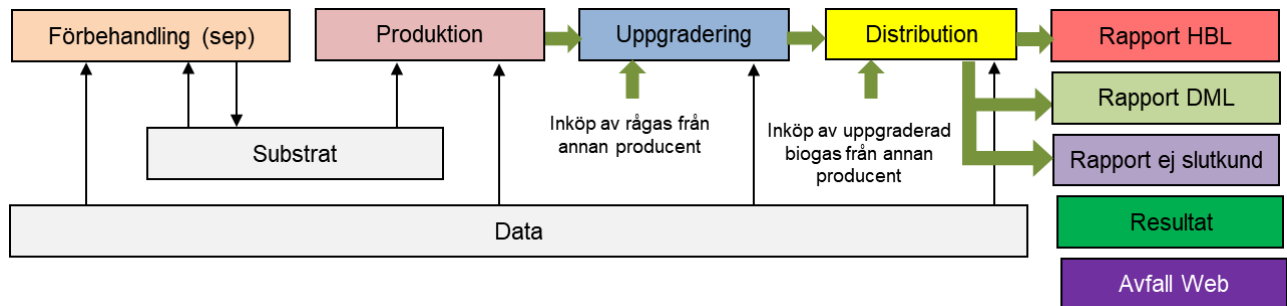 Förbehandling (sep)
Produktion
Uppgradering
Distribution
Rapport HBL
Rapport DML
Inköp av rågas från
annan producent
Inköp av uppgraderad
biogas från annan
producent
Substrat
Rapport ej slutkund
Data
Resultat
Avfall Web